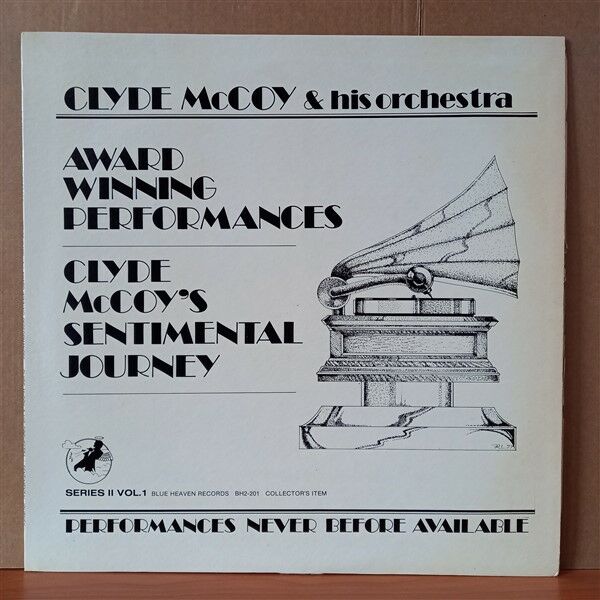 CLYDE McCOY & his orchestra
AWARD
WINNING
PERFORMANCES
CLYDE
McCOY'S
SENTIMENTAL
JOURNEY
SERIES II VOL.1 BLUE HEAVEN RECORDS BH2-201 COLLECTOR'S ITEM
PERFORMANCES NEVER BEFORE AVAILABLE